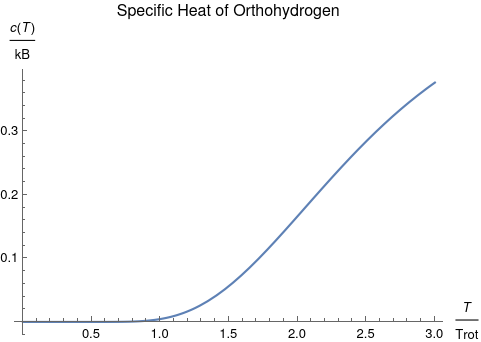 Specific Heat of Orthohydrogen
c(T)
kB
0.3
0.2
0.1
0.5 1.0 1.5 2.0 2.5 3.0
T
Trot